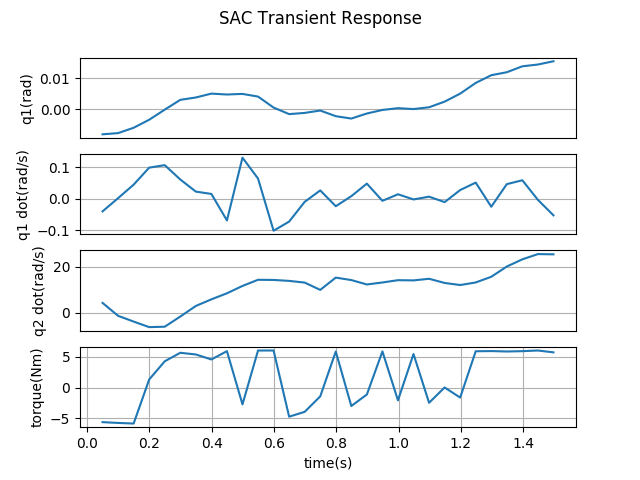 SAC Transient Response
q1(rad)
0.01
0.00
q1 dot(rad/s)
0.1
0.0
−0.1
q2 dot(rad/s)
20
0
torque(Nm)
5
0
−5
0.0 0.2 0.4 0.6 0.8 1.0 1.2 1.4
time(s)